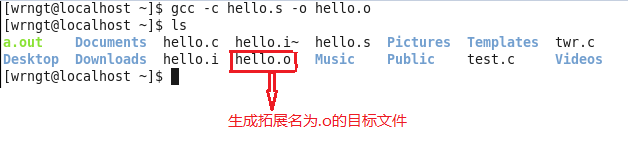 [wrngt@localhost ~]$ gcc -c hello.s -o hello.o
[wrngt@localhost ~]$ ls
a.out Documents hello.c hello.i~ hello.s Pictures Templates twr.c
Desktop Downloads hello.i hello.o Music Public test.c Videos
[wrngt@localhost ~]$
生成拓展名为.o的目标文件